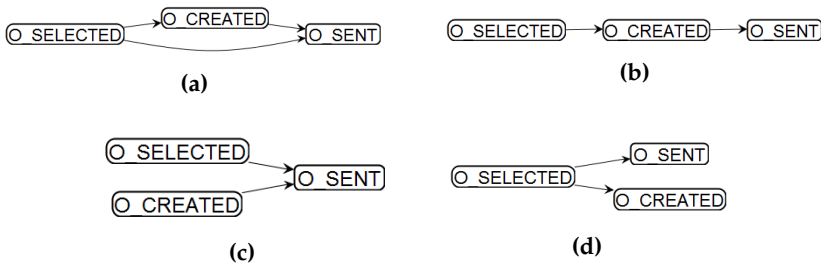 O_CREATED
O_SELECTED
O_SENT
(a)
O_SELECTED
O_CREATED
O_SENT
(b)
O_SELECTED
O_SENT
O_CREATED
(c)
O_SENT
O_SELECTED
O_CREATED
(d)